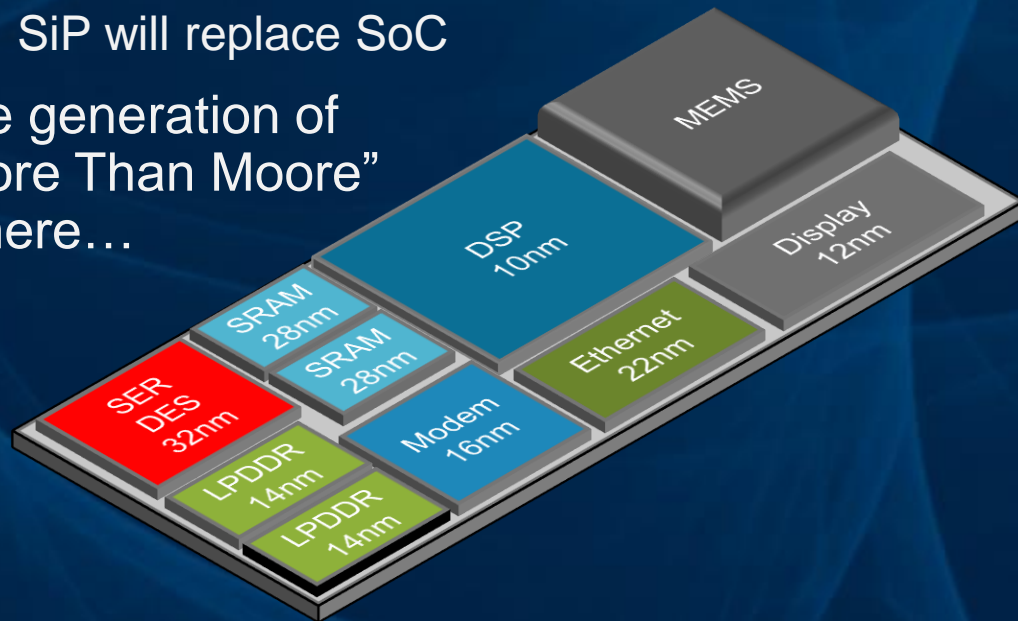 SiP will replace SoC
e generation of
ore Than Moore”
here…
MEMS
DSP
10nm
Display
12nm
SRAM
28nm
SRAM
28nm
Ethernet
22nm
SER
DES
32nm
Modem
16nm
LPDDR
14nm
LPDDR
14nm